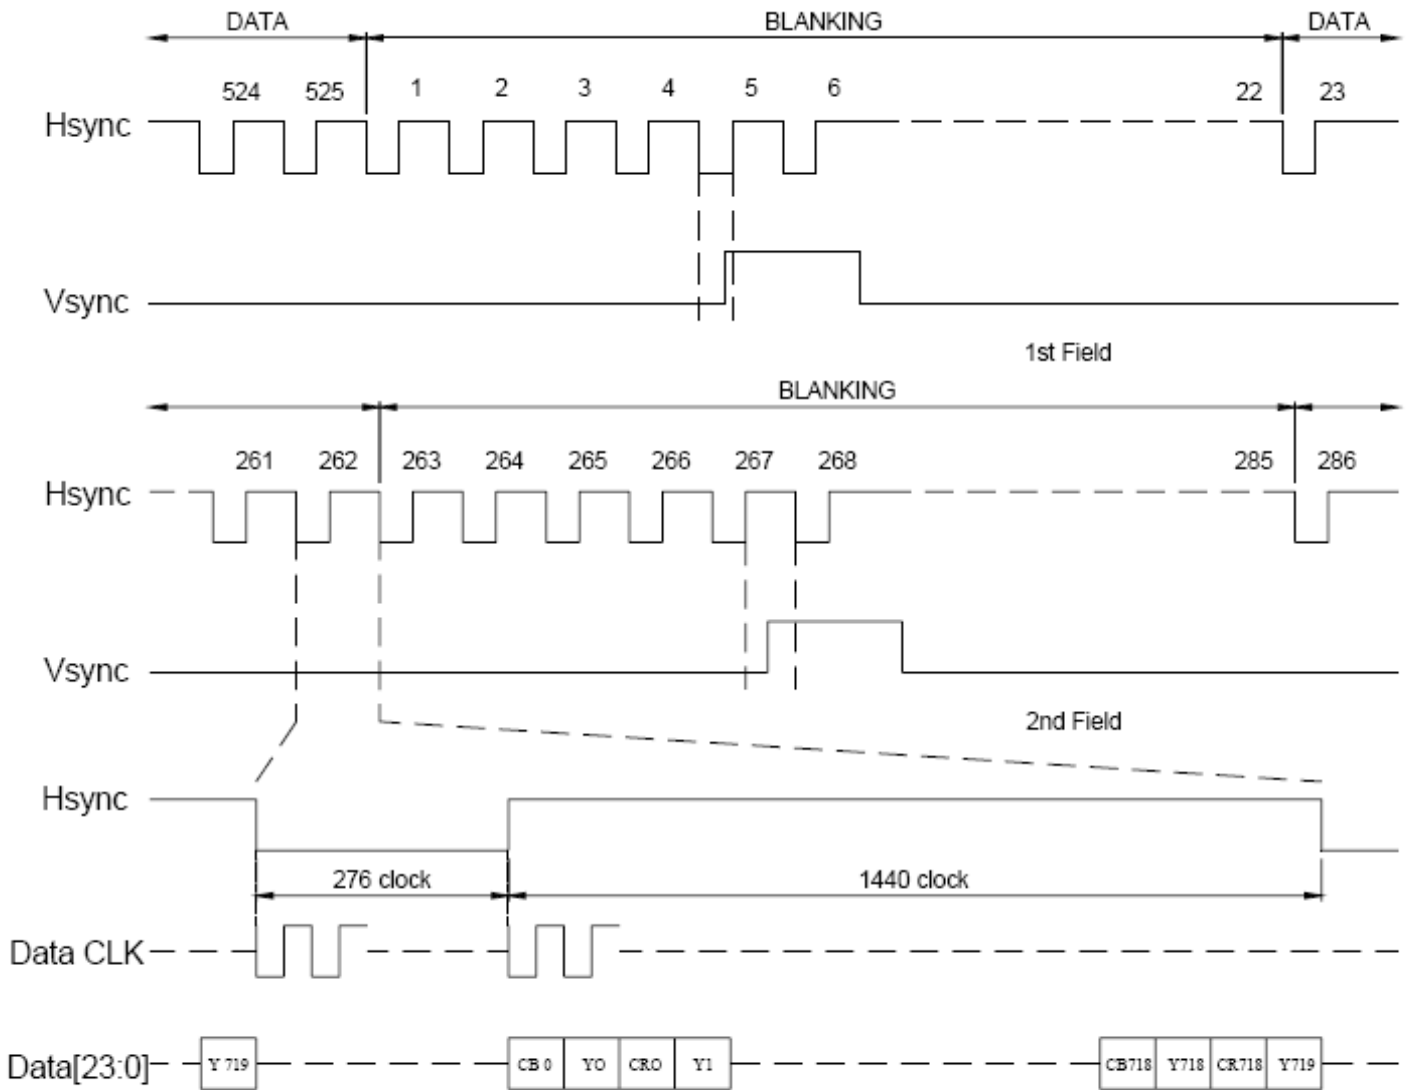 DATA BLANKING DATA
524 525 1 2 3 4 5 6 22 23
Hsync
Vsync
1st Field
BLANKING
261 262 263 264 265 266 267 268 285 286
Hsync
Vsync
2nd Field
Hsync
276 clock 1440 clock
Data CLK
Data[23:0] Y 719 CB 0 Y0 CR0 Y1 CB718 Y718 CR718 Y719